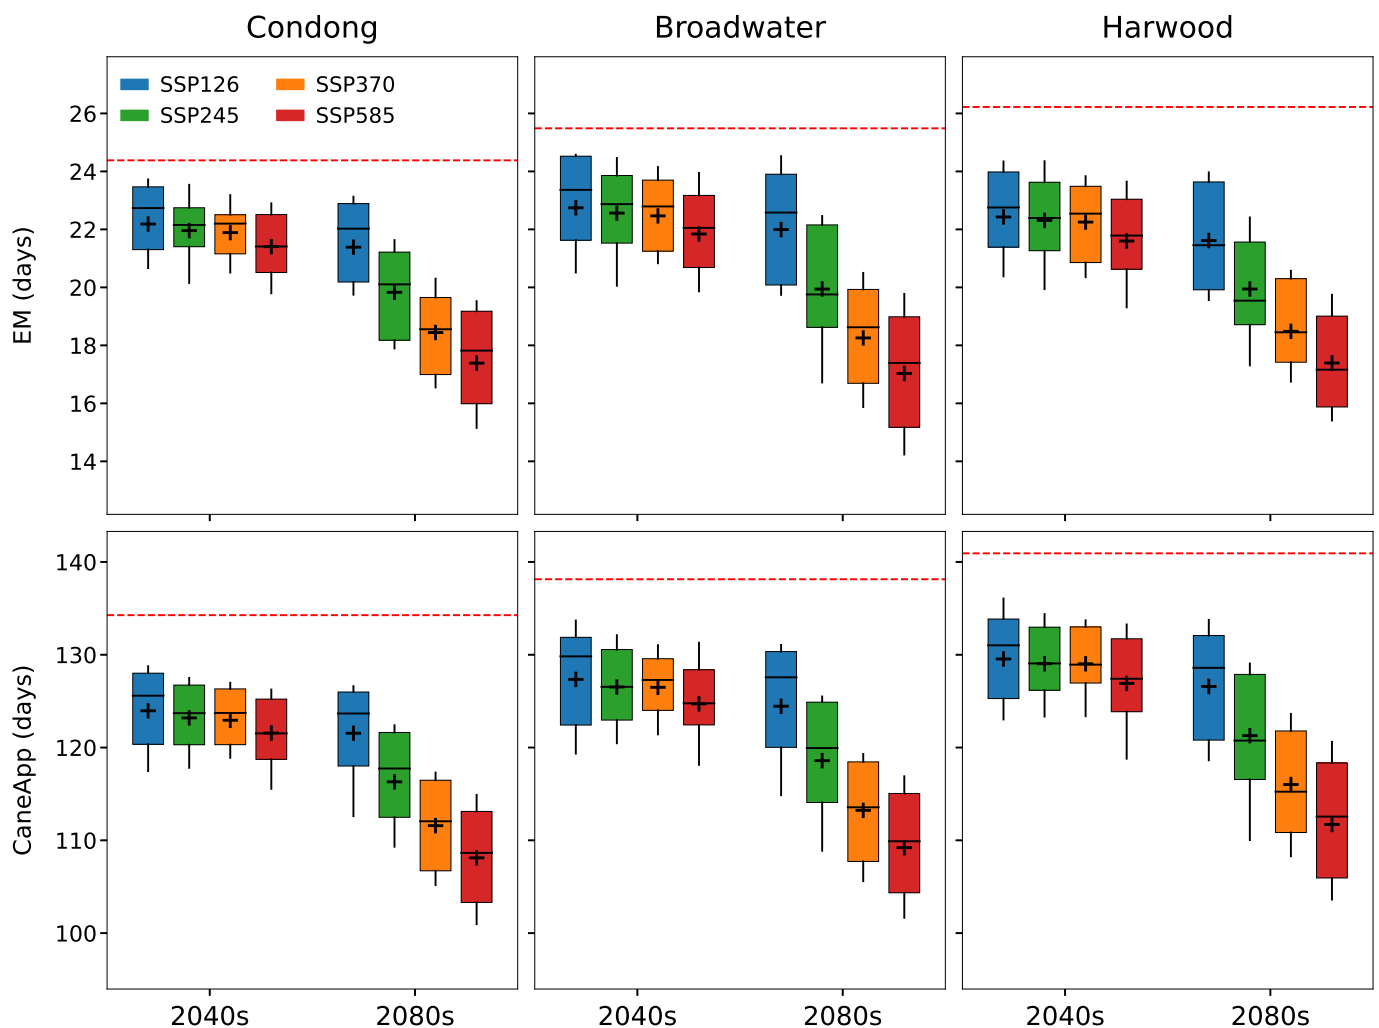 Condong Broadwater Harwood
SSP126 SSP370
SSP245 SSP585
EM (days)
26
24
22
20
18
16
14
CaneApp (days)
140
130
120
110
100
2040s 2080s 2040s 2080s 2040s 2080s